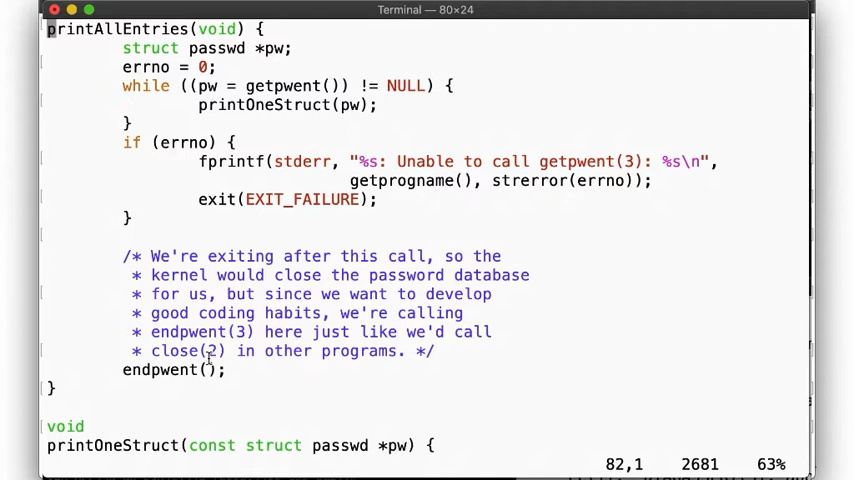 Terminal — 80×24
printAllEntries(void) {
struct passwd *pw;
errno = 0;
while ((pw = getpwent()) != NULL) {
printOneStruct(pw);
}
if (errno) {
fprintf(stderr, "%s: Unable to call getpwent(3): %s\n",
getprogname(), strerror(errno));
exit(EXIT_FAILURE);
}
/* We're exiting after this call, so the
* kernel would close the password database
* for us, but since we want to develop
* good coding habits, we're calling
* endpwent(3) here just like we'd call
* close(2) in other programs. */
endpwent();
}
void
printOneStruct(const struct passwd *pw) {
82,1 2681 63%